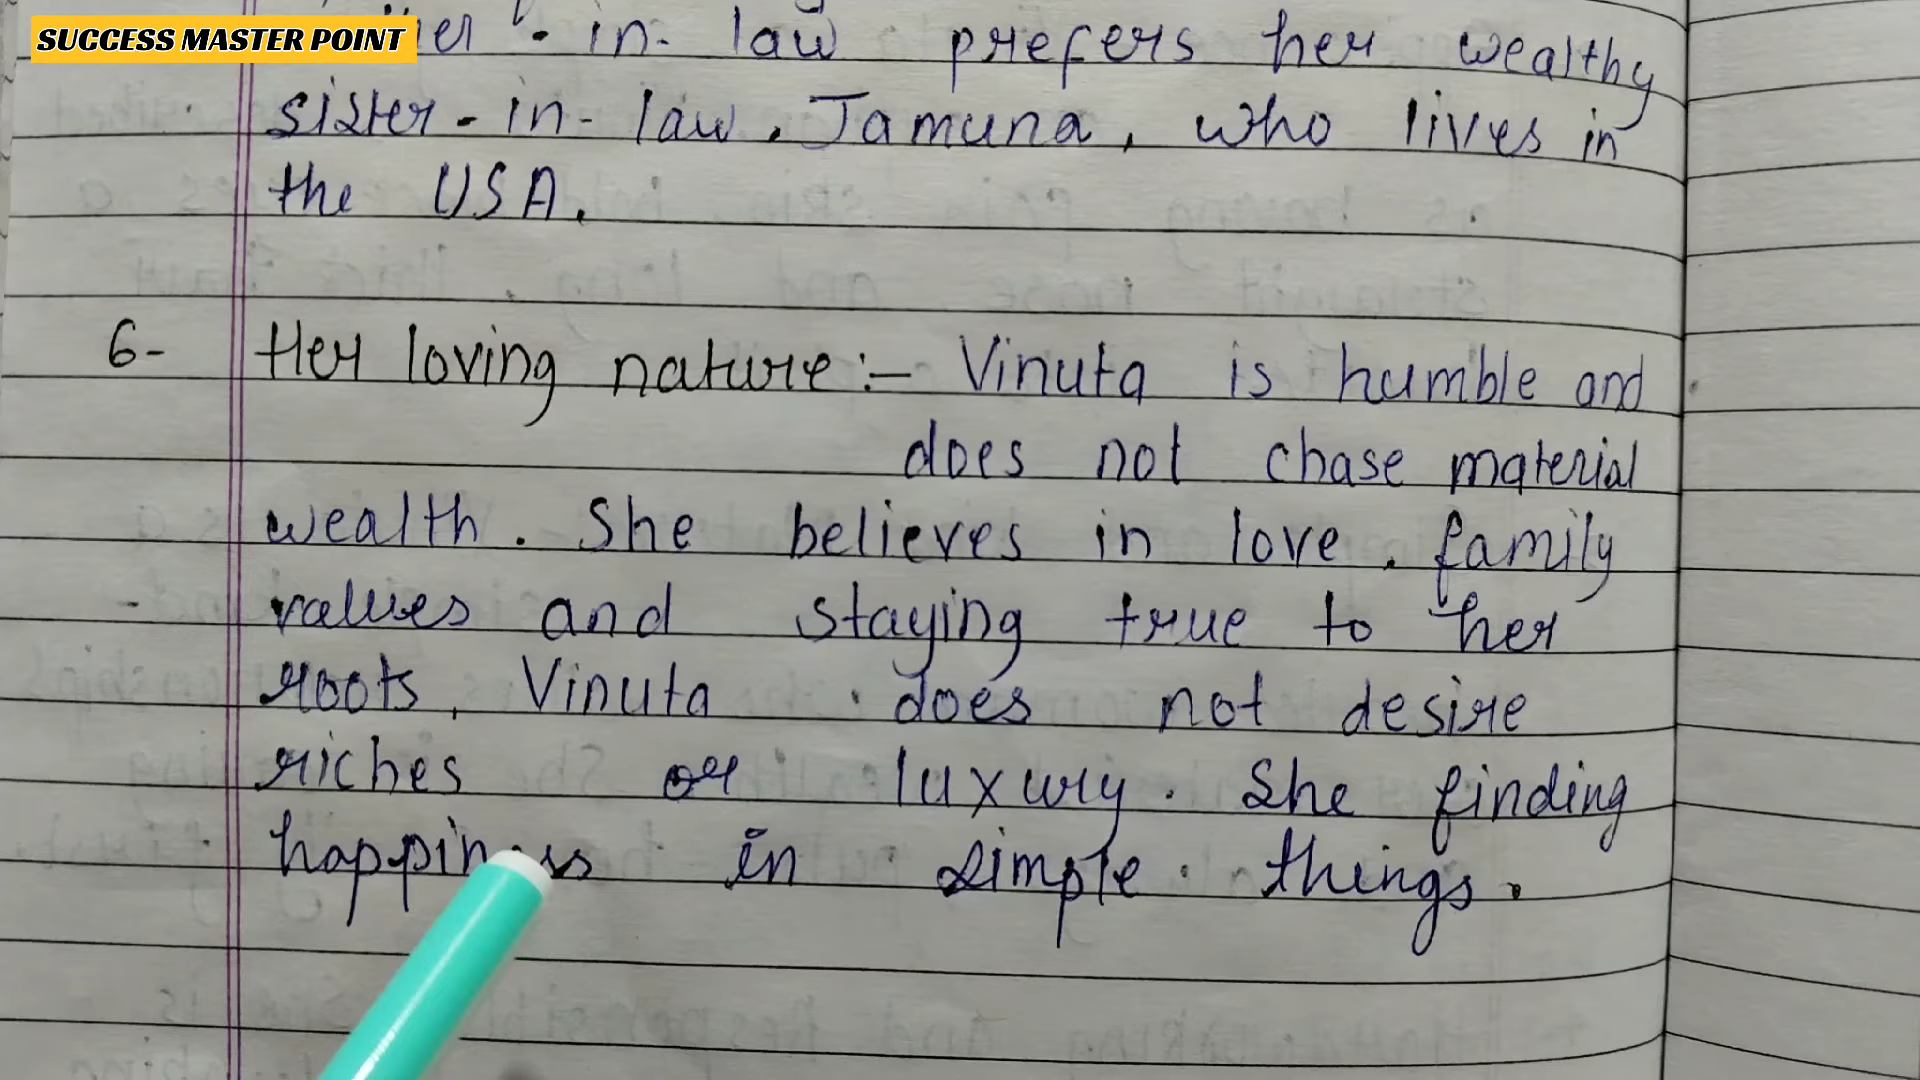 SUCCESS MASTER POINT
in-law prefers her wealthy
sister-in-law, Jamuna, who lives in
the USA.
6- Her loving nature:- Vinuta is humble and
does not chase material
wealth. She believes in love, family
values and staying true to her
roots, Vinuta does not desire
riches or luxury. She finding
happiness in simple things.